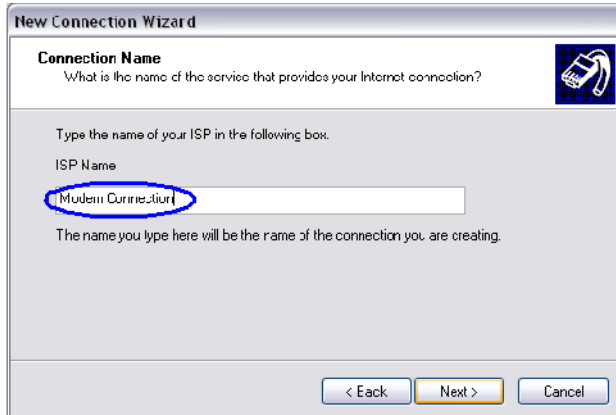 New Connection Wizard
Connection Name
What is the name of the service that provides your Internet connection?
Type the name of your ISP in the following box.
ISP Name
Modem Connection
The name you type here will be the name of the connection you are creating.
< Back
Next >
Cancel